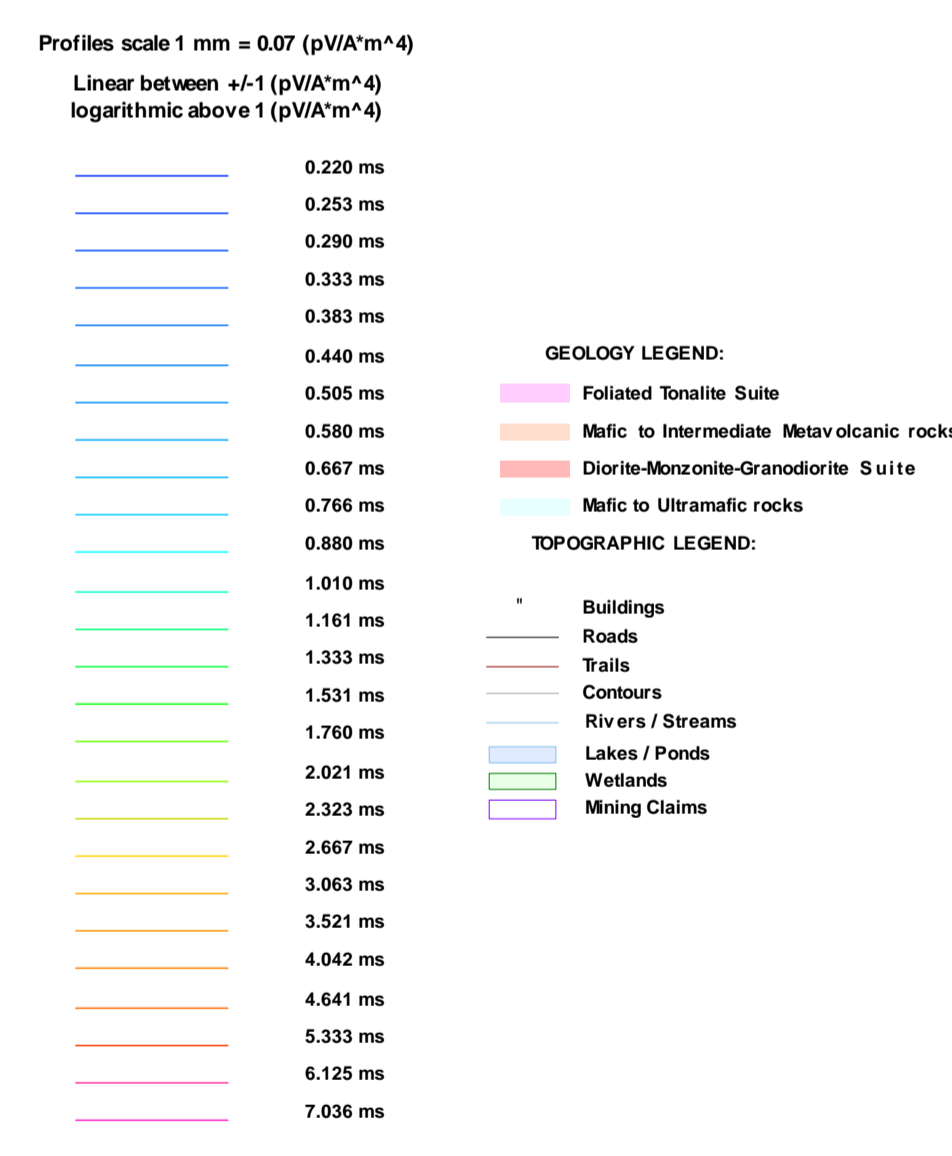 Profiles scale 1 mm = 0.07 (pV/A*m^4)
Linear between +/-1 (pV/A*m^4)
logarithmic above 1 (pV/A*m^4)
0.220 ms
0.253 ms
0.290 ms
0.333 ms
0.383 ms
0.440 ms
0.505 ms
0.580 ms
0.667 ms
0.766 ms
0.880 ms
1.010 ms
1.161 ms
1.333 ms
1.531 ms
1.760 ms
2.021 ms
2.323 ms
2.667 ms
3.063 ms
3.521 ms
4.042 ms
4.641 ms
5.333 ms
6.125 ms
7.036 ms
GEOLOGY LEGEND:
Foliated Tonalite Suite
Mafic to Intermediate Metavolcanic rocks
Diorite-Monzonite-Granodiorite Suite
Mafic to Ultramafic rocks
TOPOGRAPHIC LEGEND:
" Buildings
Roads
Trails
Contours
Rivers / Streams
Lakes / Ponds
Wetlands
Mining Claims